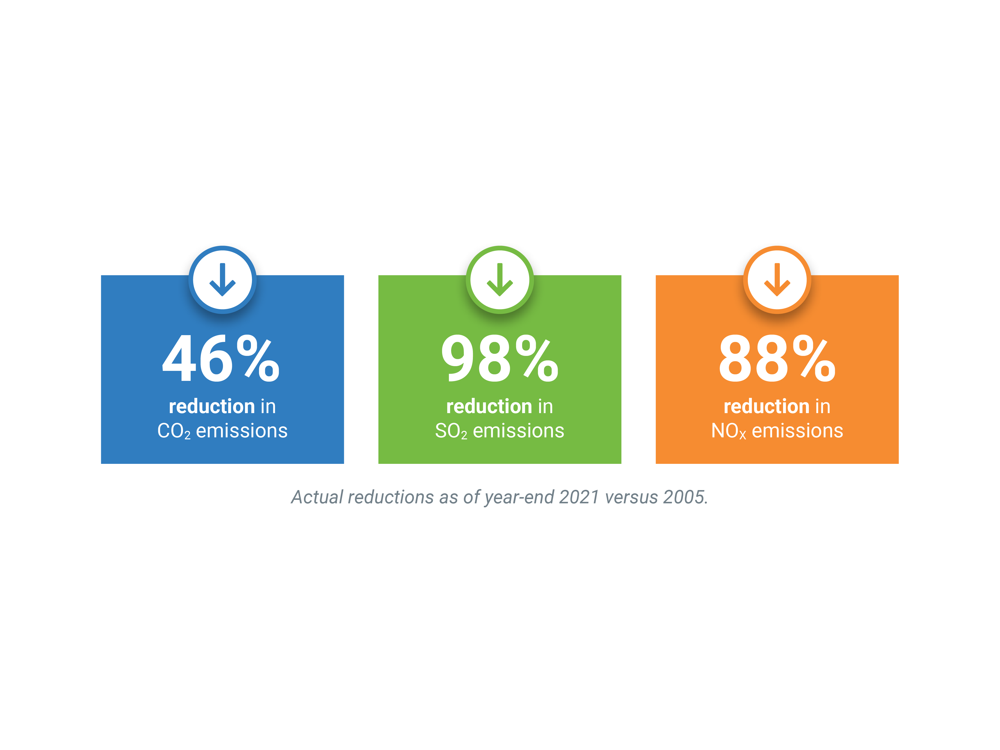 46%
reduction in
CO₂ emissions
98%
reduction in
SO₂ emissions
88%
reduction in
NOₓ emissions
Actual reductions as of year-end 2021 versus 2005.